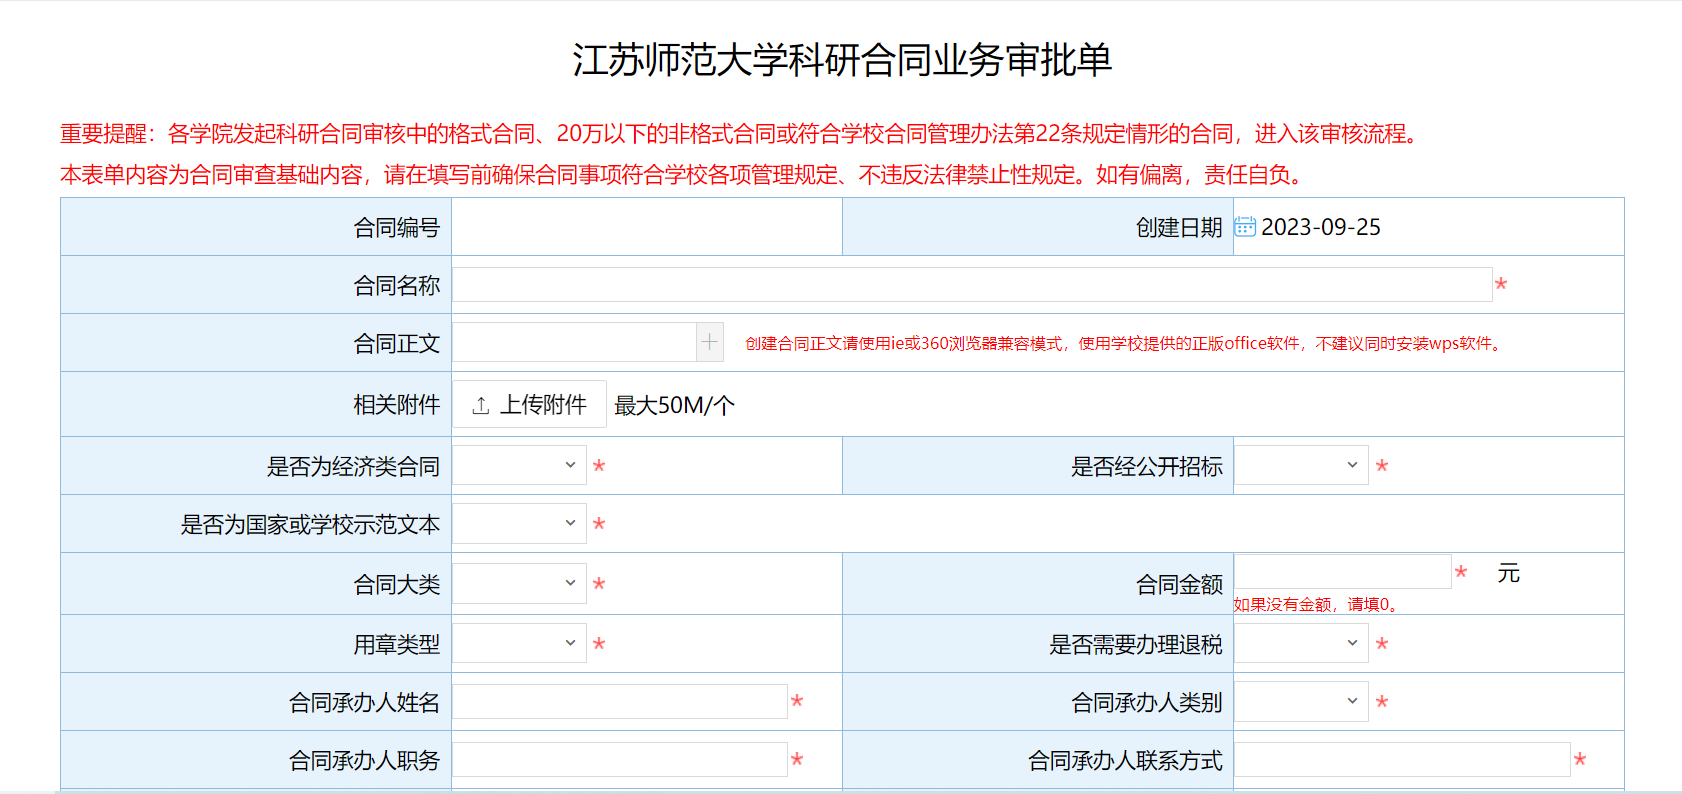 江苏师范大学科研合同业务审批单
重要提醒：各学院发起科研合同审核中的格式合同、20万以下的非格式合同或符合学校合同管理办法第22条规定情形的合同，进入该审核流程。
本表单内容为合同审查基础内容，请在填写前确保合同事项符合学校各项管理规定、不违反法律禁止性规定。如有偏离，责任自负。
合同编号 创建日期 2023-09-25
合同名称 *
合同正文 + 创建合同正文请使用ie或360浏览器兼容模式，使用学校提供的正版office软件，不建议同时安装wps软件。
相关附件 上传附件 最大50M/个
是否为经济类合同 * 是否经公开招标 *
是否为国家或学校示范文本 *
合同大类 * 合同金额 * 元
如果没有金额，请填0。
用章类型 * 是否需要办理退税 *
合同承办人姓名 * 合同承办人类别 *
合同承办人职务 * 合同承办人联系方式 *